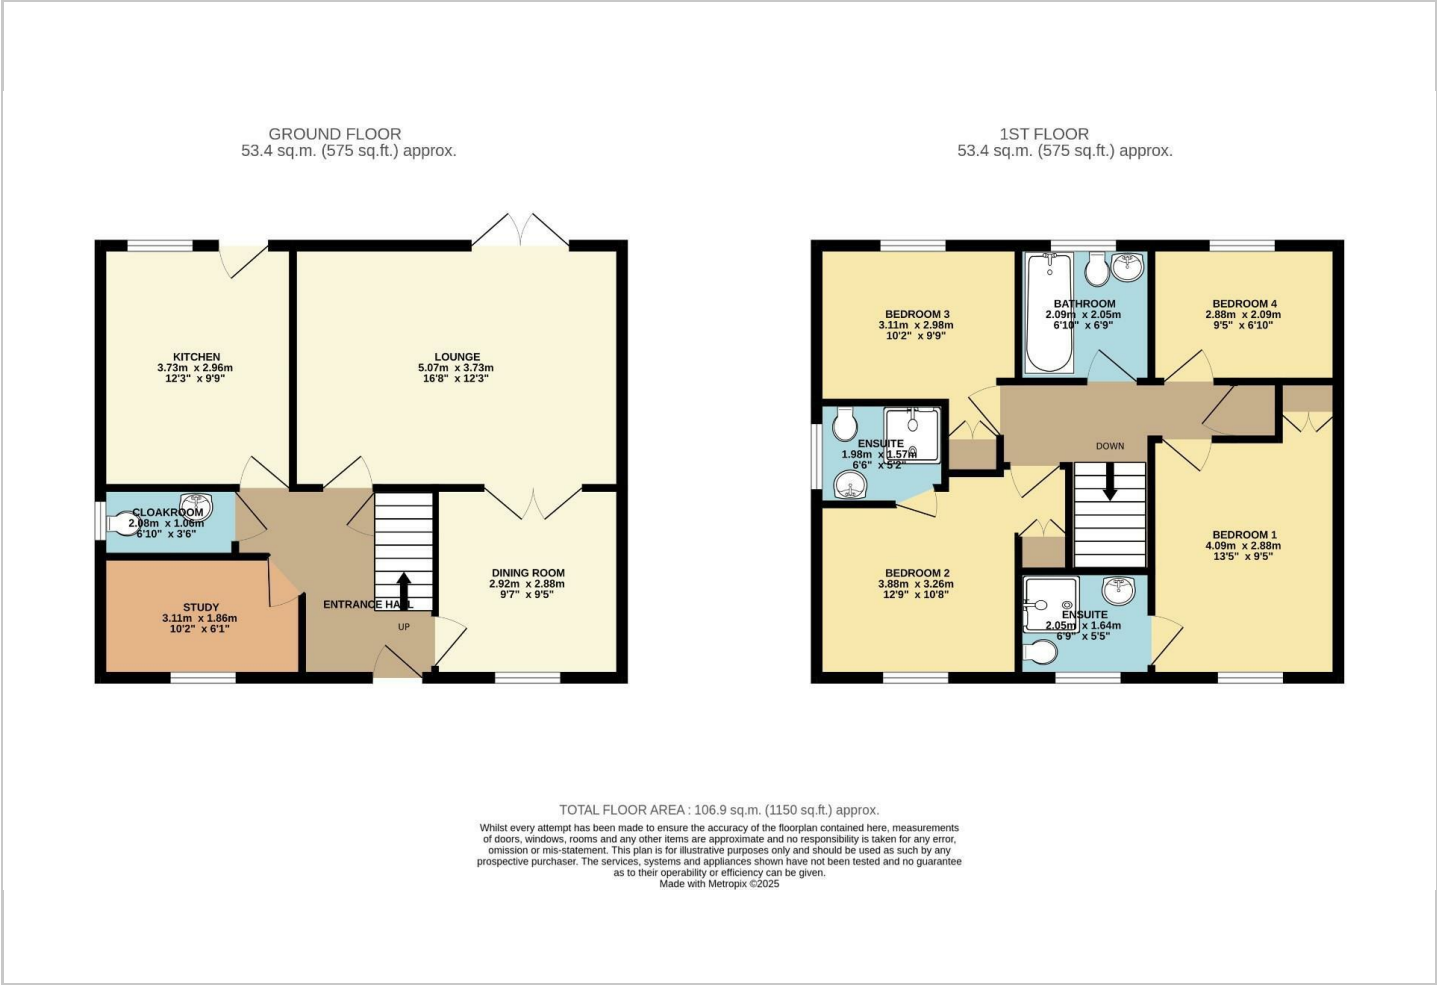 GROUND FLOOR
53.4 sq.m. (575 sq.ft.) approx.
KITCHEN
3.73m x 2.96m
12'3" x 9'9"
LOUNGE
5.07m x 3.73m
16'8" x 12'3"
CLOAKROOM
2.08m x 1.06m
6'10" x 3'6"
STUDY
3.11m x 1.86m
10'2" x 6'1"
ENTRANCE HALL
UP
DINING ROOM
2.92m x 2.88m
9'7" x 9'5"
1ST FLOOR
53.4 sq.m. (575 sq.ft.) approx.
BEDROOM 3
3.11m x 2.98m
10'2" x 9'9"
BATHROOM
2.09m x 2.05m
6'10" x 6'9"
BEDROOM 4
2.88m x 2.09m
9'5" x 6'10"
ENSUITE
1.98m x 1.57m
6'6" x 5'2"
DOWN
BEDROOM 1
4.09m x 2.88m
13'5" x 9'5"
BEDROOM 2
3.88m x 3.26m
12'9" x 10'8"
ENSUITE
2.05m x 1.64m
6'9" x 5'5"
TOTAL FLOOR AREA : 106.9 sq.m. (1150 sq.ft.) approx.
Whilst every attempt has been made to ensure the accuracy of the floorplan contained here, measurements
of doors, windows, rooms and any other items are approximate and no responsibility is taken for any error,
omission or mis-statement. This plan is for illustrative purposes only and should be used as such by any
prospective purchaser. The services, systems and appliances shown have not been tested and no guarantee
as to their operability or efficiency can be given.
Made with Metropix ©2025